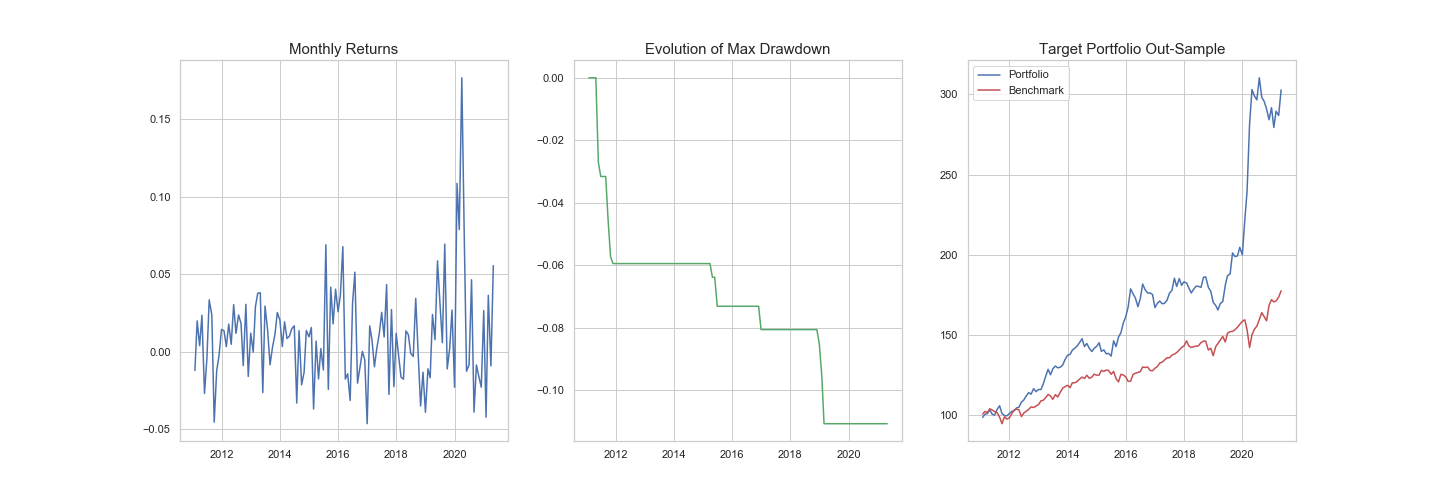 Monthly Returns
0.15
0.10
0.05
0.00
−0.05
2012 2014 2016 2018 2020
Evolution of Max Drawdown
0.00
−0.02
−0.04
−0.06
−0.08
−0.10
2012 2014 2016 2018 2020
Target Portfolio Out-Sample
Portfolio
Benchmark
300
250
200
150
100
2012 2014 2016 2018 2020